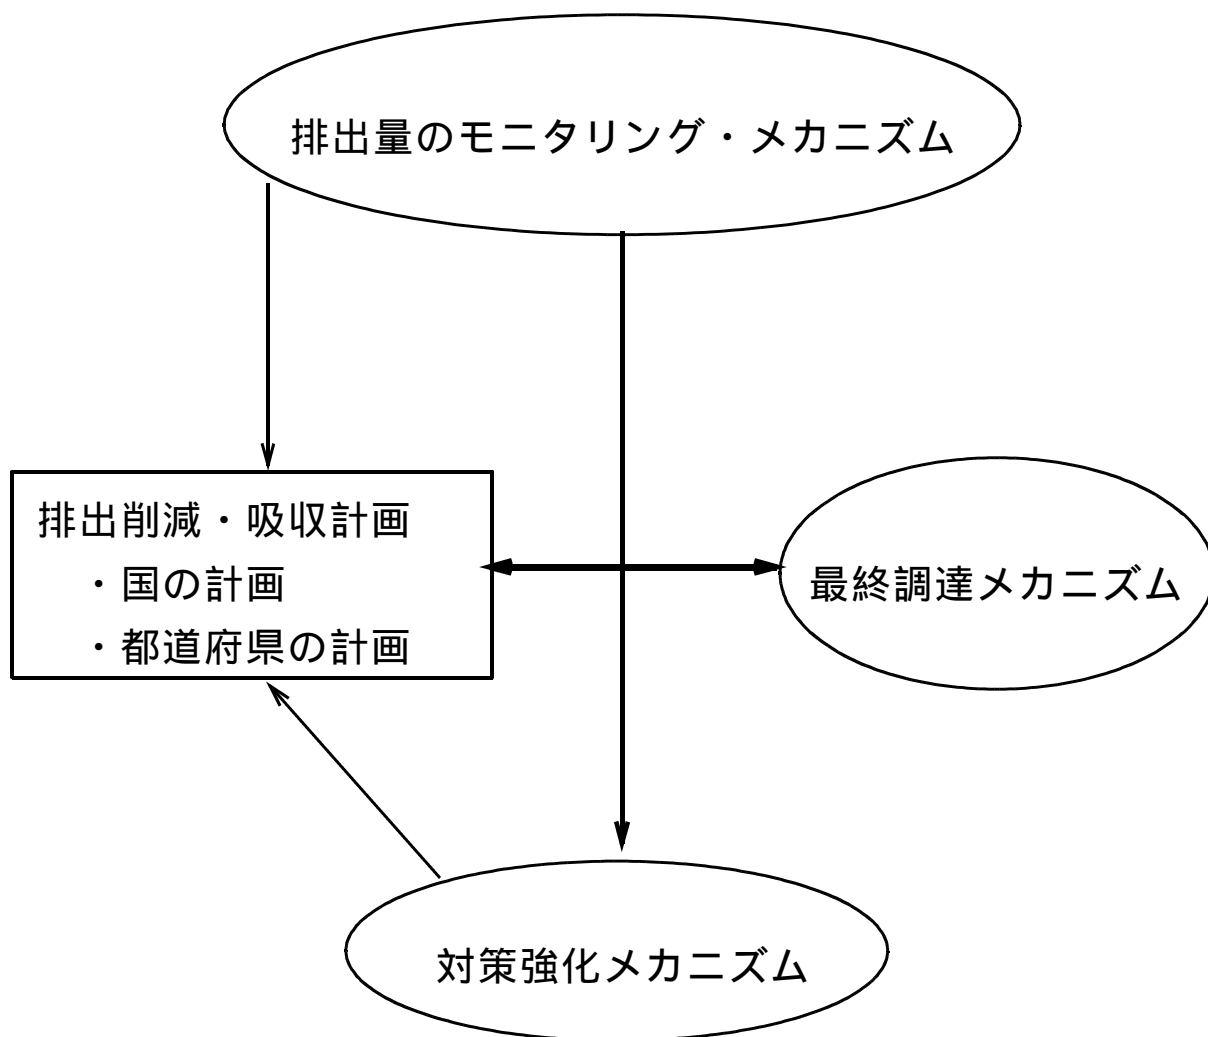 排出量のモニタリング・メカニズム
排出削減・吸収計画
・国の計画
・都道府県の計画
最終調達メカニズム
対策強化メカニズム